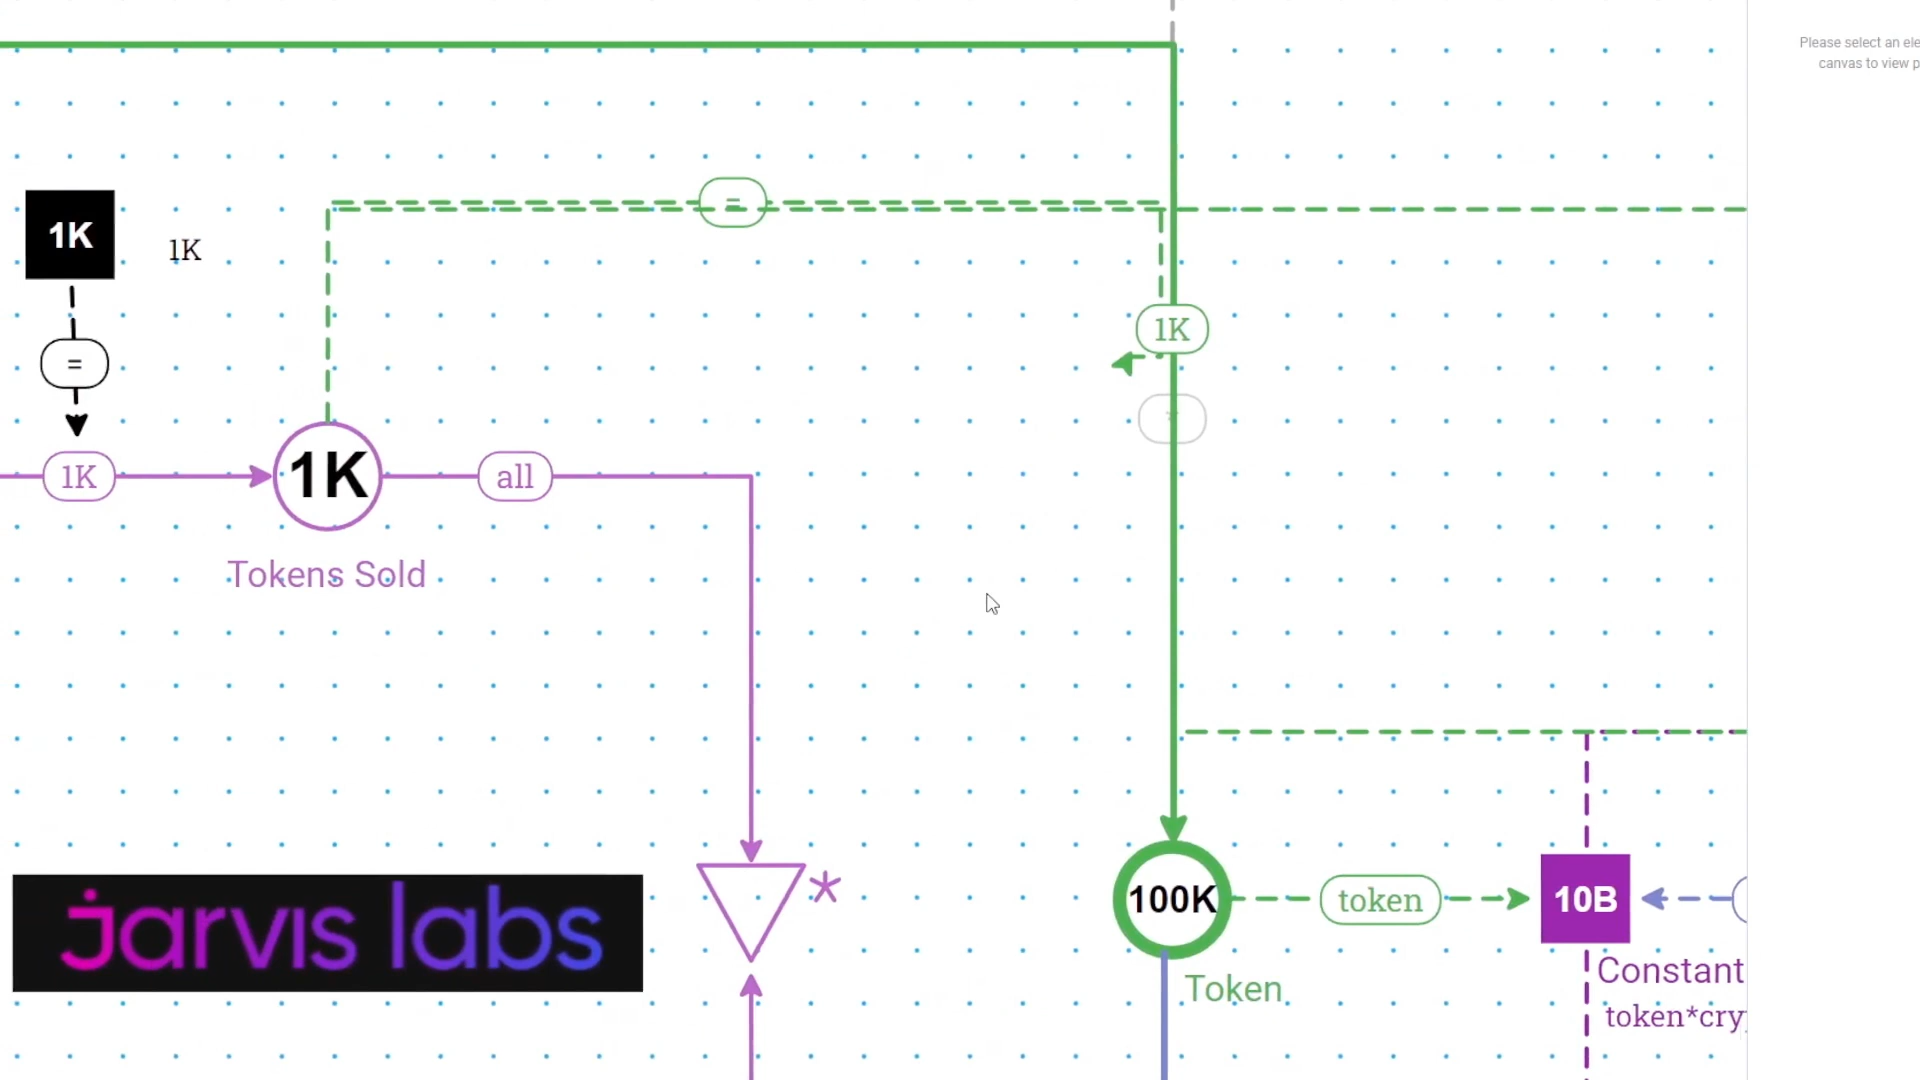 Please select an ele
canvas to view p
=
1K
1K
1K
=
*
1K
1K
all
Tokens Sold
*
100K
token
10B
jarvis labs
Constant
Token
token*cry